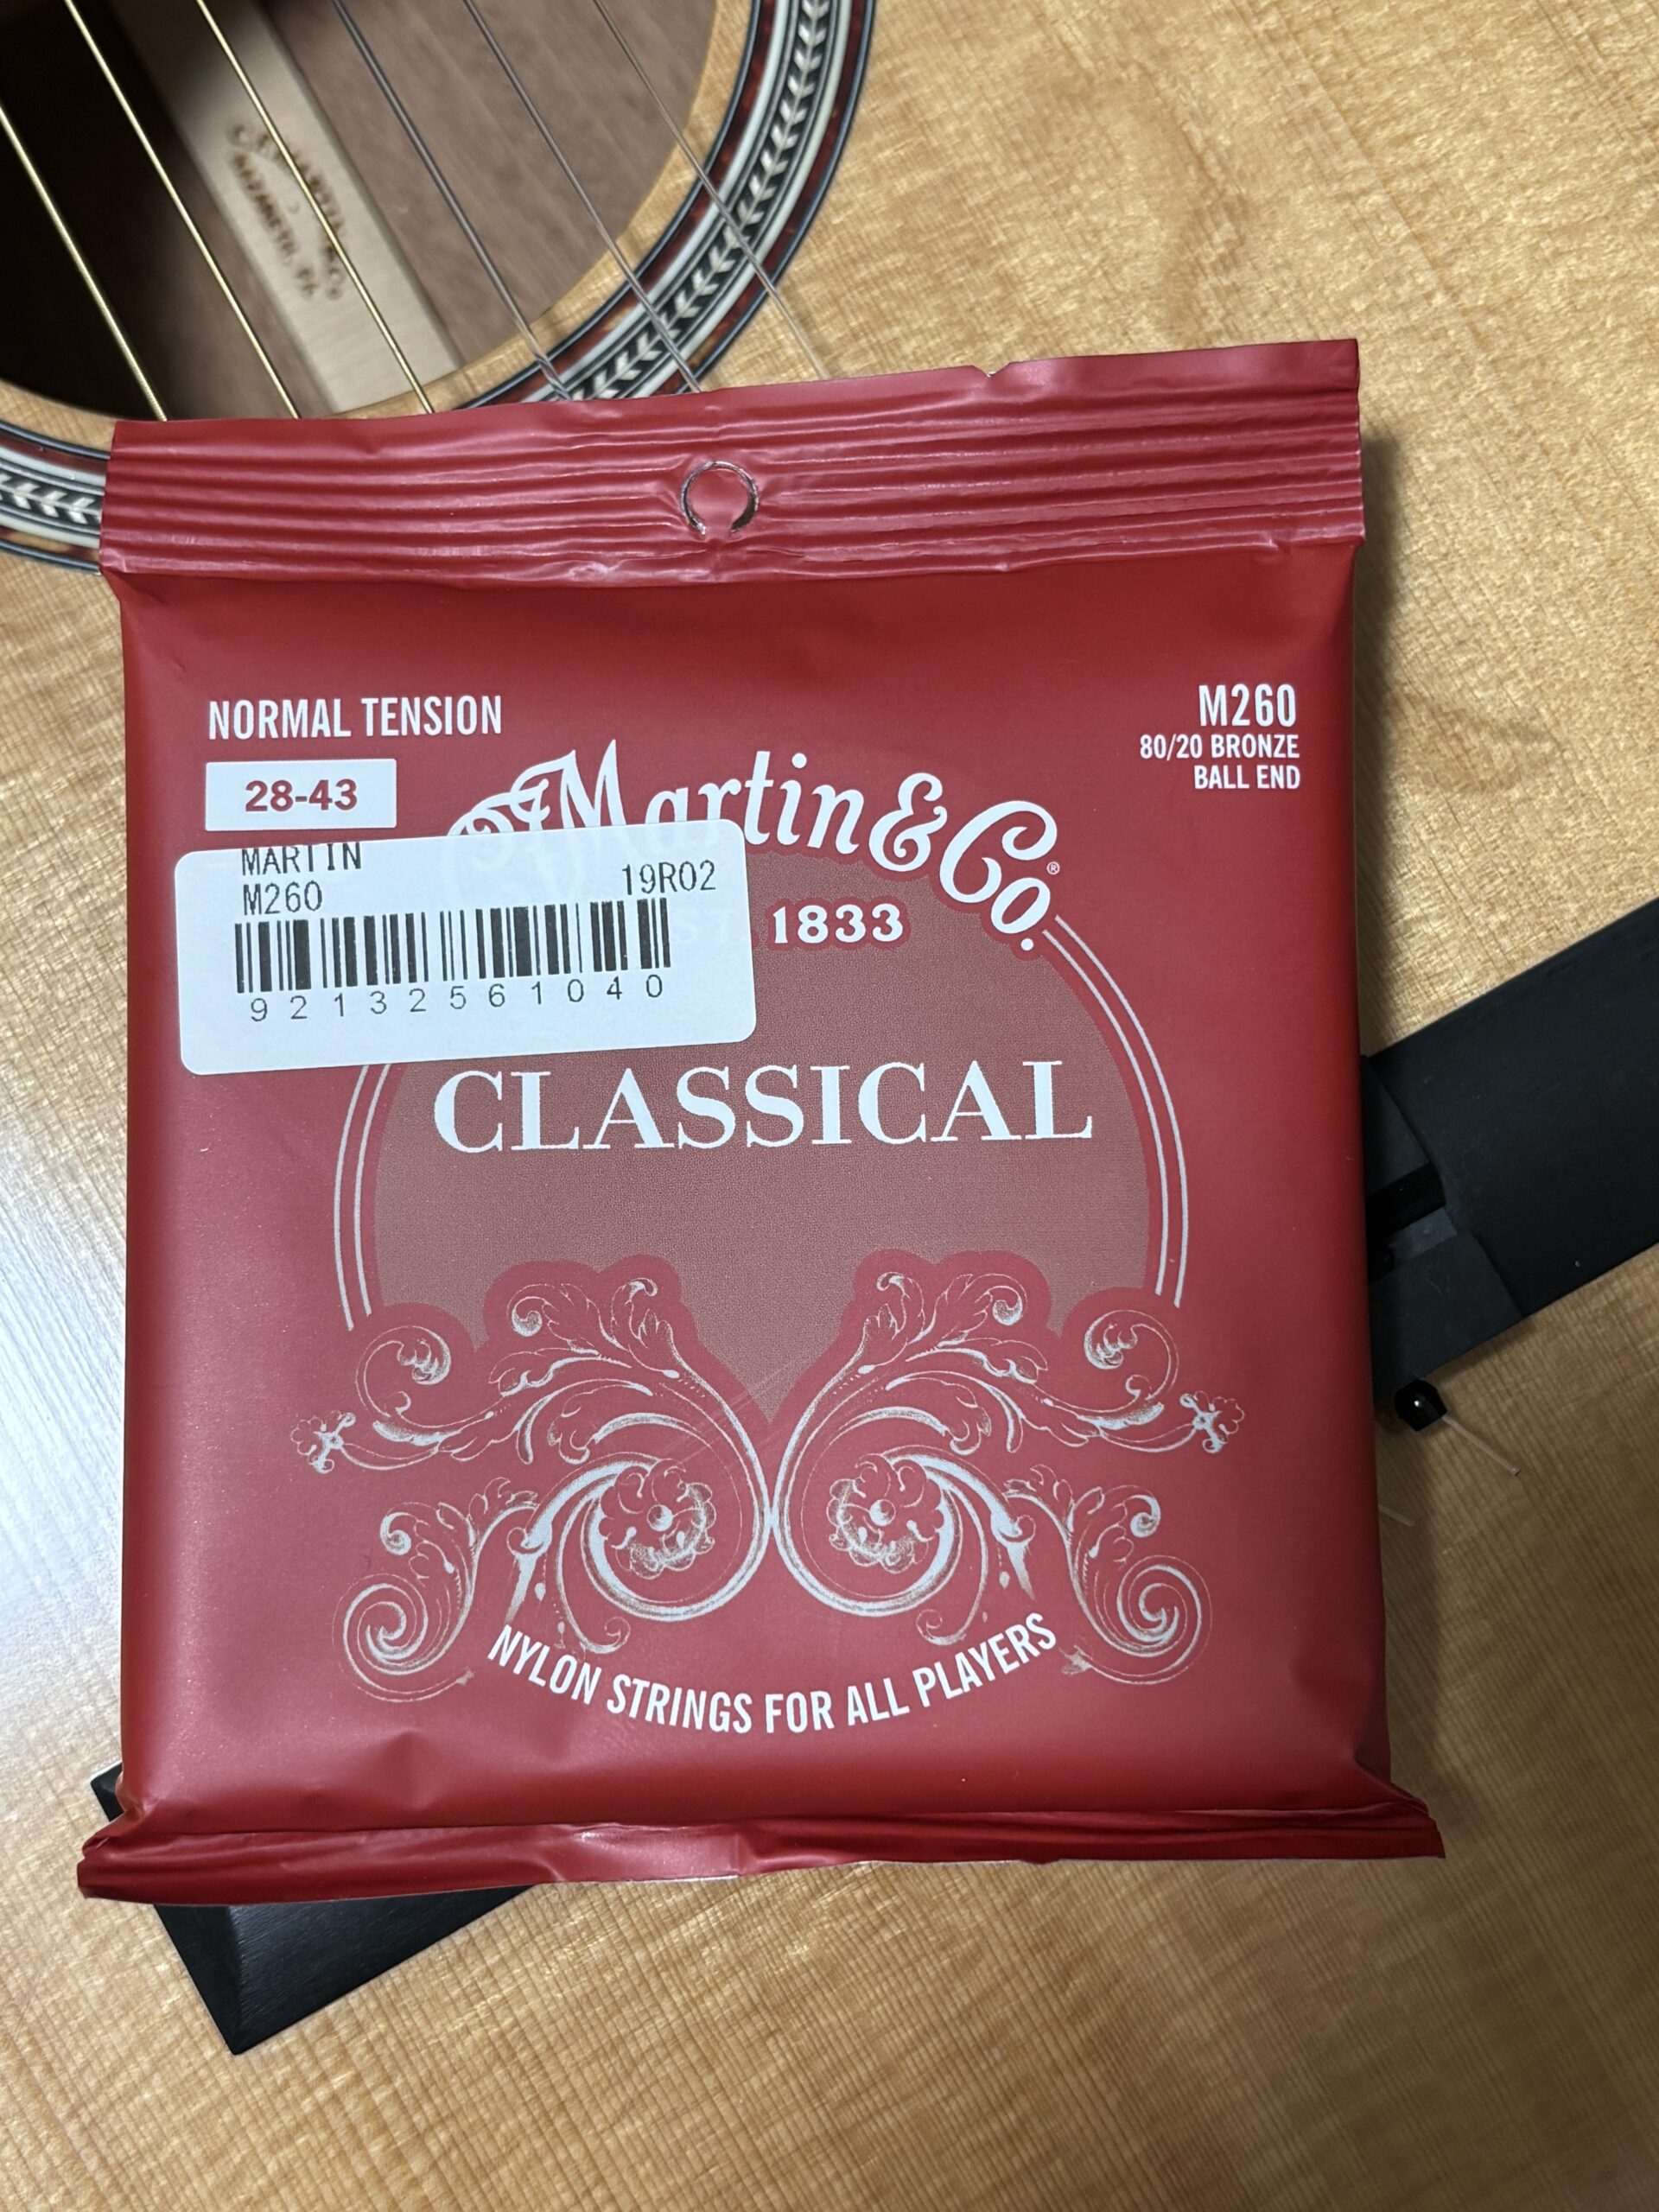 NORMAL TENSION
28-43
M260
80/20 BRONZE
BALL END
Martin & Co.®
1833
MARTIN
M260
19R02
92132561040
CLASSICAL
NYLON STRINGS FOR ALL PLAYERS